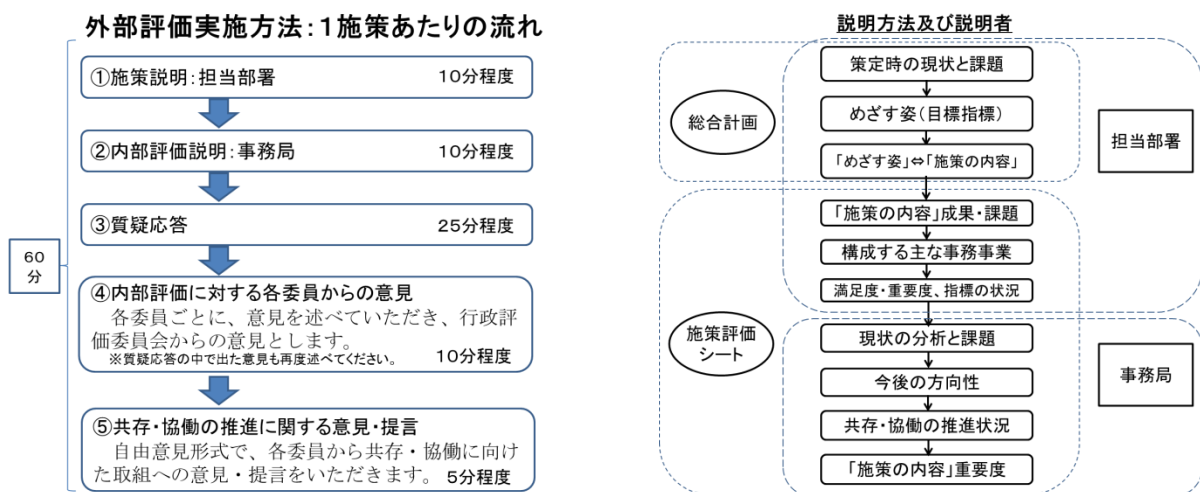 外部評価実施方法：１施策あたりの流れ
60
分
①施策説明：担当部署 10分程度
②内部評価説明：事務局 10分程度
③質疑応答 25分程度
④内部評価に対する各委員からの意見
各委員ごとに、意見を述べていただき、行政評
価委員会からの意見とします。
※質疑応答の中で出た意見も再度述べてください。 10分程度
⑤共存・協働の推進に関する意見・提言
自由意見形式で、各委員から共存・協働に向け
た取組への意見・提言をいただきます。 5分程度
説明方法及び説明者
策定時の現状と課題
めざす姿（目標指標）
「めざす姿」⇔「施策の内容」
「施策の内容」成果・課題
構成する主な事務事業
満足度・重要度、指標の状況
現状の分析と課題
今後の方向性
共存・協働の推進状況
「施策の内容」重要度
総合計画
施策評価
シート
担当部署
事務局